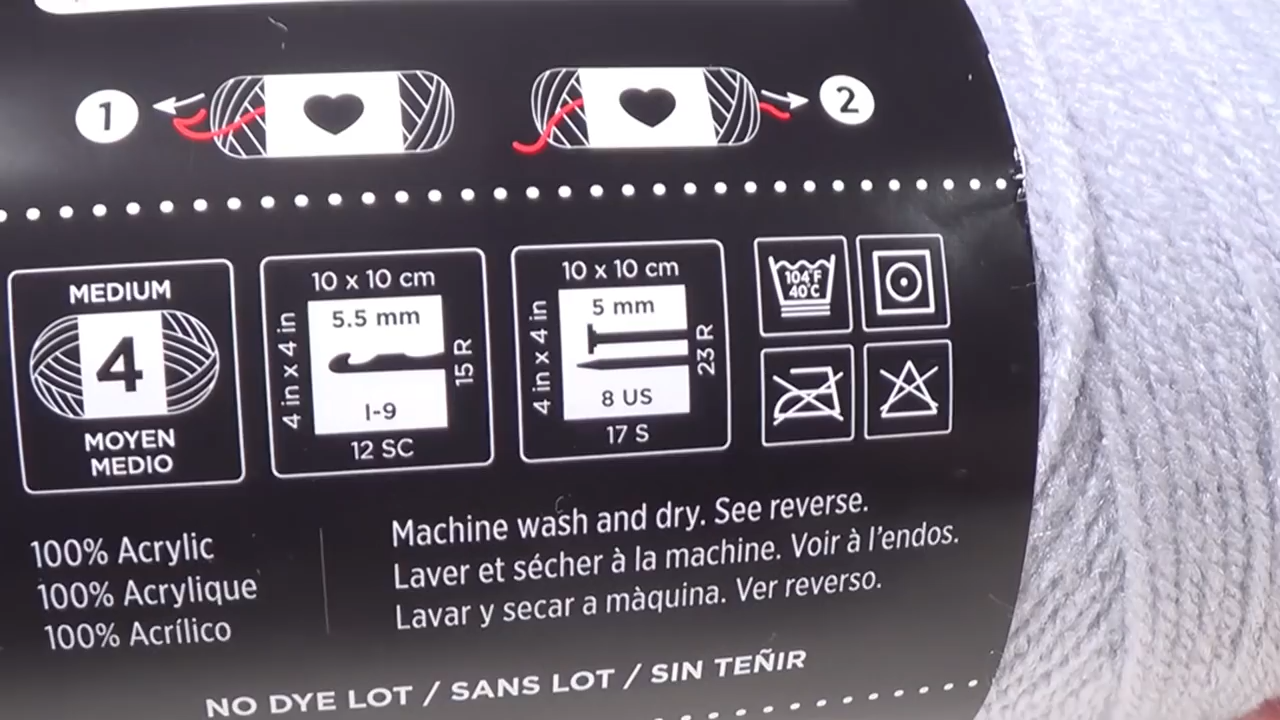 1
2
MEDIUM
4
MOYEN
MEDIO
10 x 10 cm
4 in x 4 in
5.5 mm
I-9
15 R
12 SC
10 x 10 cm
4 in x 4 in
5 mm
8 US
23 R
17 S
104°F
40°C
100% Acrylic
100% Acrylique
100% Acrílico
Machine wash and dry. See reverse.
Laver et sécher à la machine. Voir à l'endos.
Lavar y secar a màquina. Ver reverso.
NO DYE LOT / SANS LOT / SIN TEÑIR